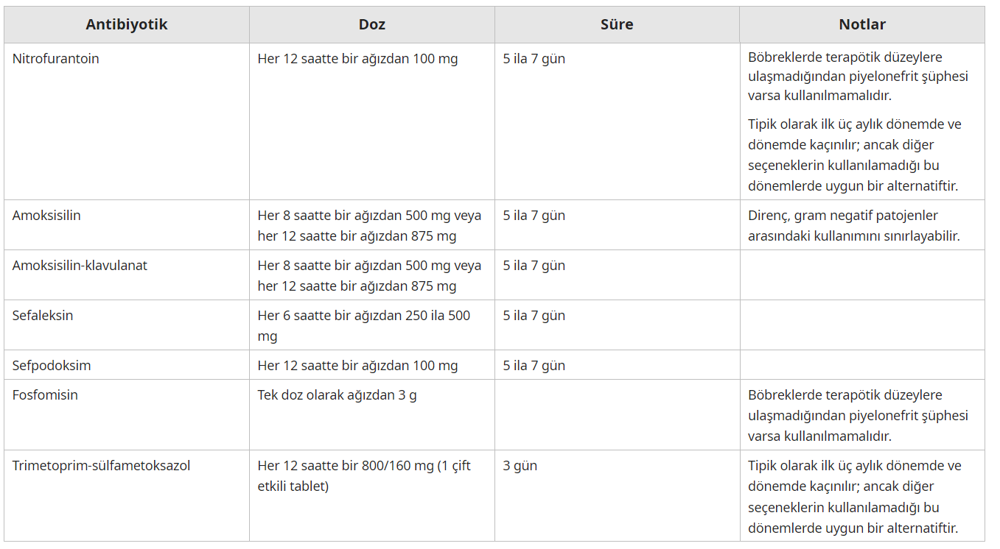 Antibiyotik Doz Süre Notlar
Nitrofurantoin Her 12 saatte bir ağızdan 100 mg 5 ila 7 gün Böbreklerde terapötik düzeylere
ulaşmadığından piyelonefrit şüphesi
varsa kullanılmamalıdır.
Tipik olarak ilk üç aylık dönemde ve
dönemde kaçınılır; ancak diğer
seçeneklerin kullanılamadığı bu
dönemlerde uygun bir alternatiftir.
Amoksisilin Her 8 saatte bir ağızdan 500 mg veya 5 ila 7 gün Direnç, gram negatif patojenler
her 12 saatte bir ağızdan 875 mg arasındaki kullanımını sınırlayabilir.
Amoksisilin-klavulanat Her 8 saatte bir ağızdan 500 mg veya 5 ila 7 gün
her 12 saatte bir ağızdan 875 mg
Sefaleksin Her 6 saatte bir ağızdan 250 ila 500 5 ila 7 gün
mg
Sefpodoksim Her 12 saatte bir ağızdan 100 mg 5 ila 7 gün
Fosfomisin Tek doz olarak ağızdan 3 g Böbreklerde terapötik düzeylere
ulaşmadığından piyelonefrit şüphesi
varsa kullanılmamalıdır.
Trimetoprim-sülfametoksazol Her 12 saatte bir 800/160 mg (1 çift 3 gün Tipik olarak ilk üç aylık dönemde ve
etkili tablet) dönemde kaçınılır; ancak diğer
seçeneklerin kullanılamadığı bu
dönemlerde uygun bir alternatiftir.